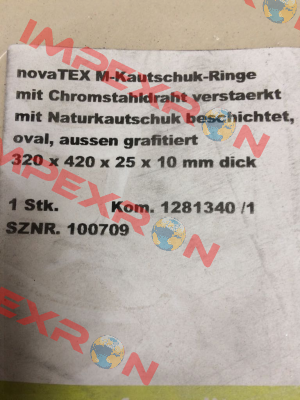 novaTEX M-Kautschuk-Ringe
mit Chromstahldraht verstaerkt
mit Naturkautschuk beschichtet,
oval, aussen grafitiert
320 x 420 x 25 x 10 mm dick
1 Stk. Kom. 1281340 /1
SZNR. 100709
IMPEXRON
IMPEXRON
IMPEXRON